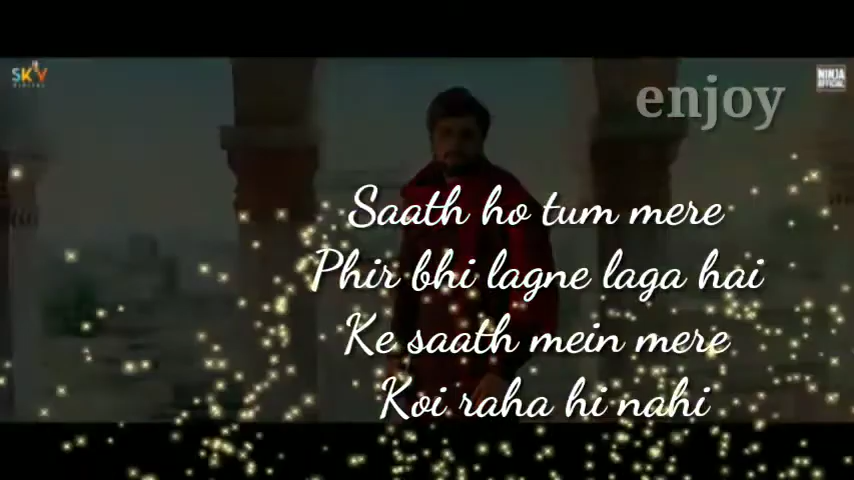 SKY
DIGITAL
NINJA
OFFICIAL
enjoy
Saath ho tum mere
Phir bhi lagne laga hai
Ke saath mein mere
Koi raha hi nahi